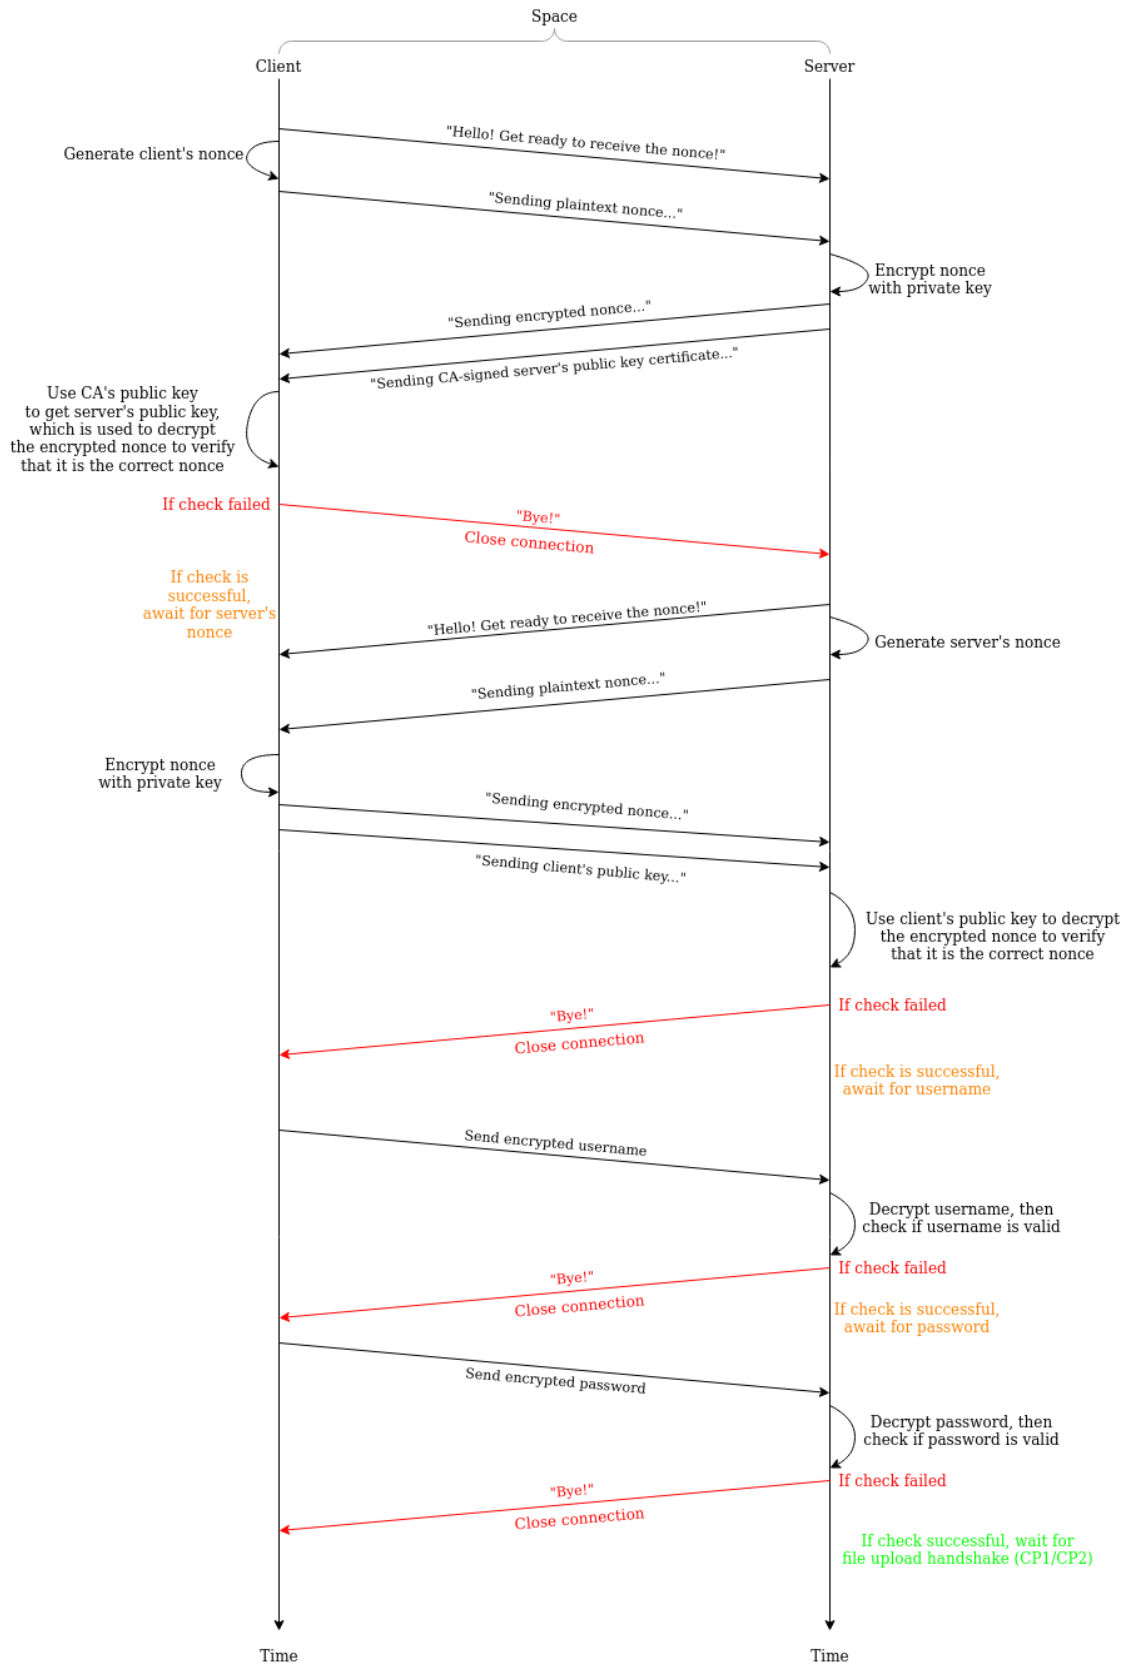 Space
Client
Server
"Hello! Get ready to receive the nonce!"
Generate client's nonce
"Sending plaintext nonce..."
Encrypt nonce
with private key
"Sending encrypted nonce..."
"Sending CA-signed server's public key certificate..."
Use CA's public key
to get server's public key,
which is used to decrypt
the encrypted nonce to verify
that it is the correct nonce
If check failed
"Bye!"
Close connection
If check is
successful,
await for server's
nonce
"Hello! Get ready to receive the nonce!"
Generate server's nonce
"Sending plaintext nonce..."
Encrypt nonce
with private key
"Sending encrypted nonce..."
"Sending client's public key..."
Use client's public key to decrypt
the encrypted nonce to verify
that it is the correct nonce
If check failed
"Bye!"
Close connection
If check is successful,
await for username
Send encrypted username
Decrypt username, then
check if username is valid
If check failed
"Bye!"
Close connection
If check is successful,
await for password
Send encrypted password
Decrypt password, then
check if password is valid
If check failed
"Bye!"
Close connection
If check successful, wait for
file upload handshake (CP1/CP2)
Time
Time